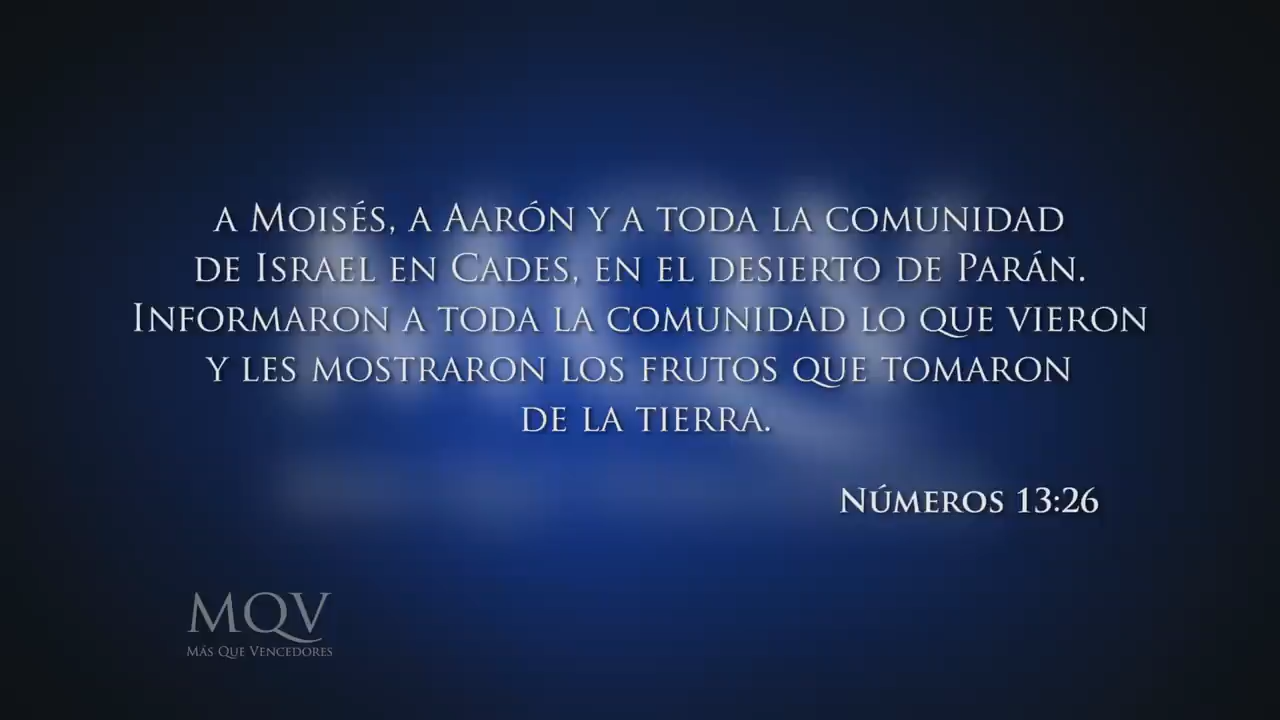 a Moisés, a Aarón y a toda la comunidad
de Israel en Cades, en el desierto de Parán.
Informaron a toda la comunidad lo que vieron
y les mostraron los frutos que tomaron
de la tierra.
Números 13:26
MQV
Más Que Vencedores